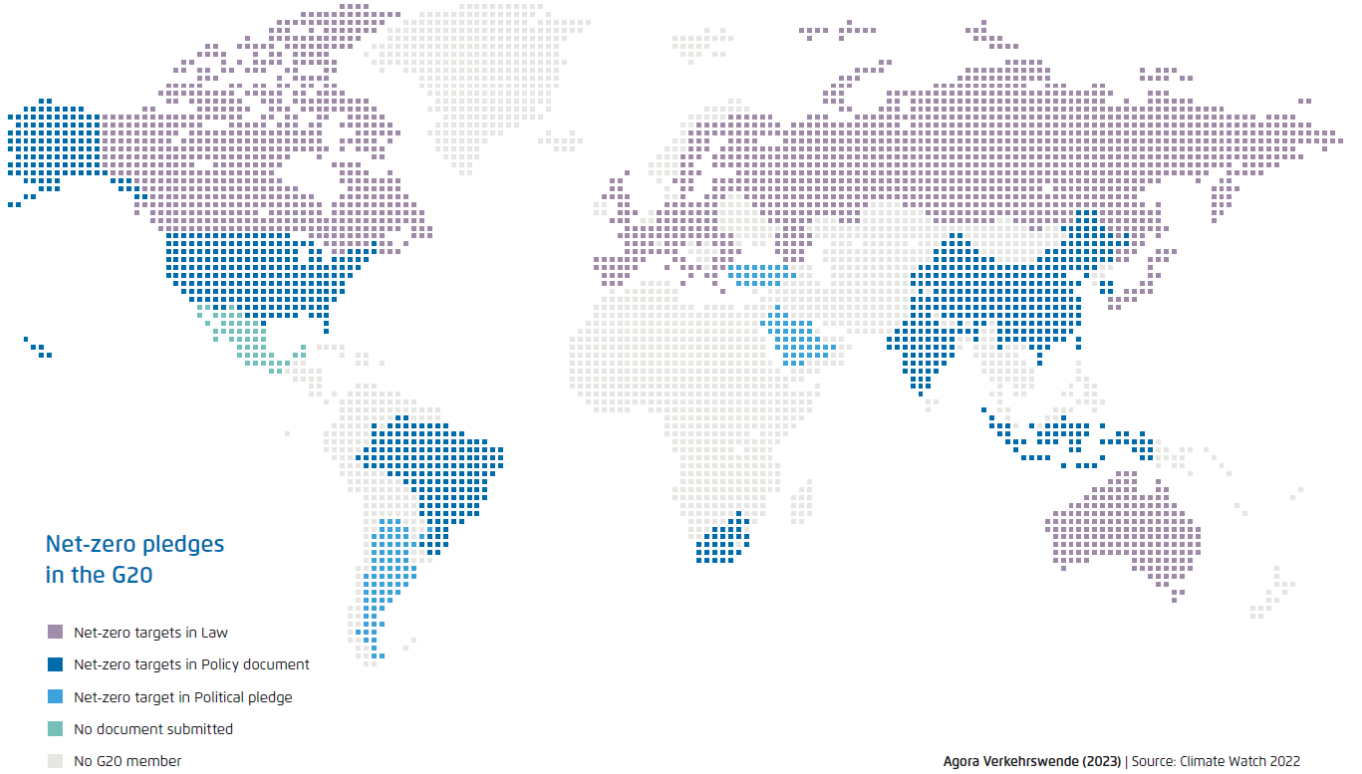 Net-zero pledges
in the G20
Net-zero targets in Law
Net-zero targets in Policy document
Net-zero target in Political pledge
No document submitted
No G20 member
Agora Verkehrswende (2023) | Source: Climate Watch 2022